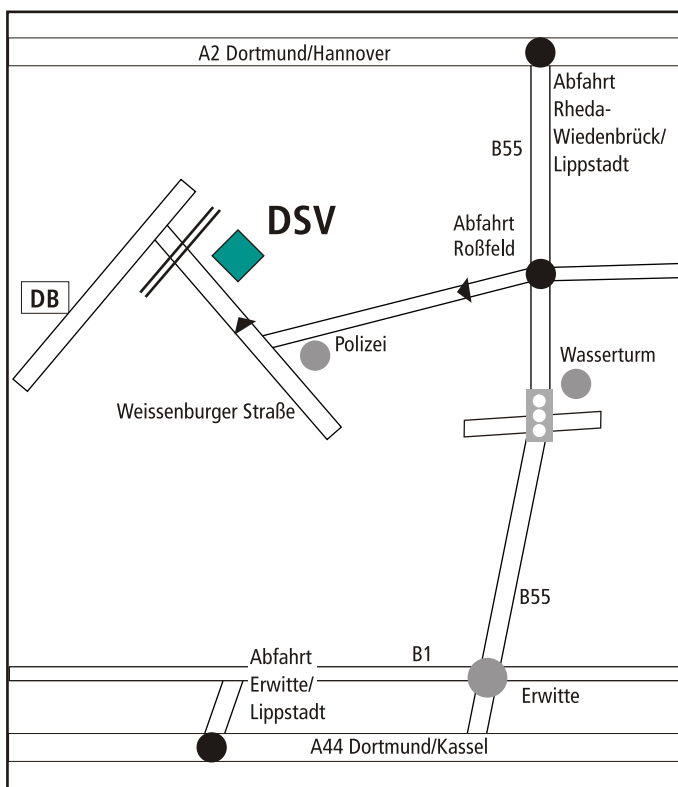 A2 Dortmund/Hannover
Abfahrt
Rheda-
Wiedenbrück/
Lippstadt
B55
DSV
Abfahrt
Roßfeld
DB
Polizei
Wasserturm
Weissenburger Straße
B55
Abfahrt
Erwitte/
Lippstadt
B1
Erwitte
A44 Dortmund/Kassel